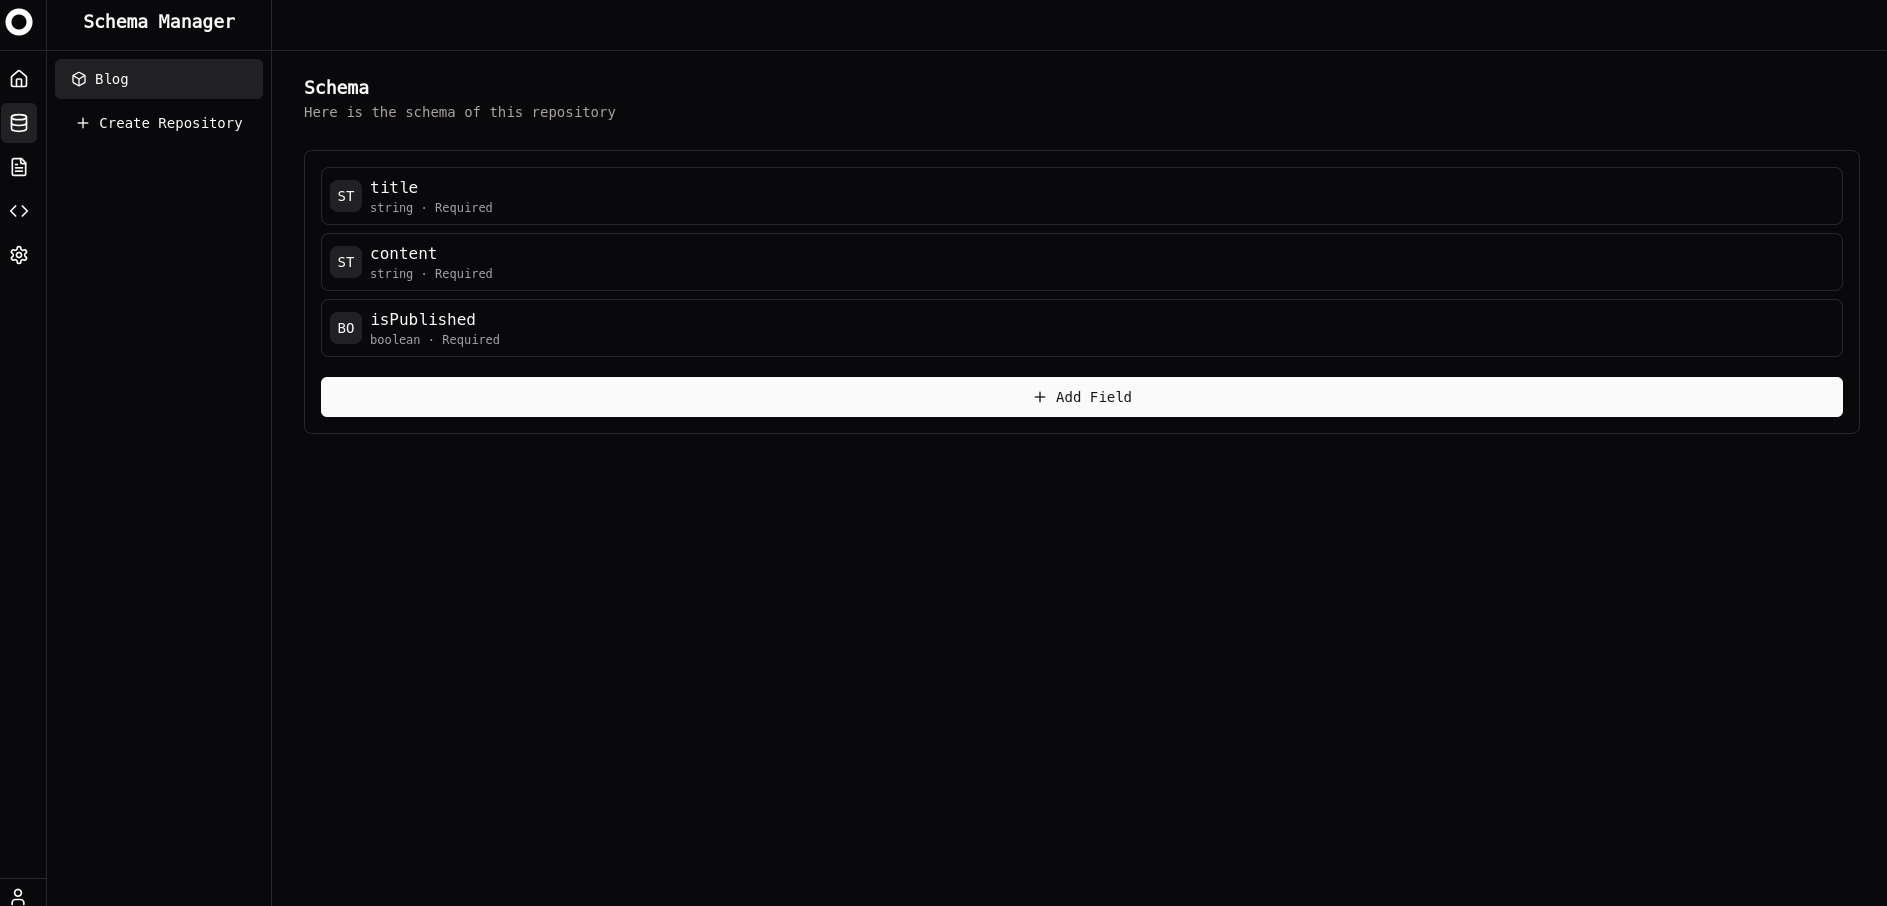 Schema Manager
Blog
Create Repository
Schema
Here is the schema of this repository
ST
title
string · Required
ST
content
string · Required
BO
isPublished
boolean · Required
Add Field